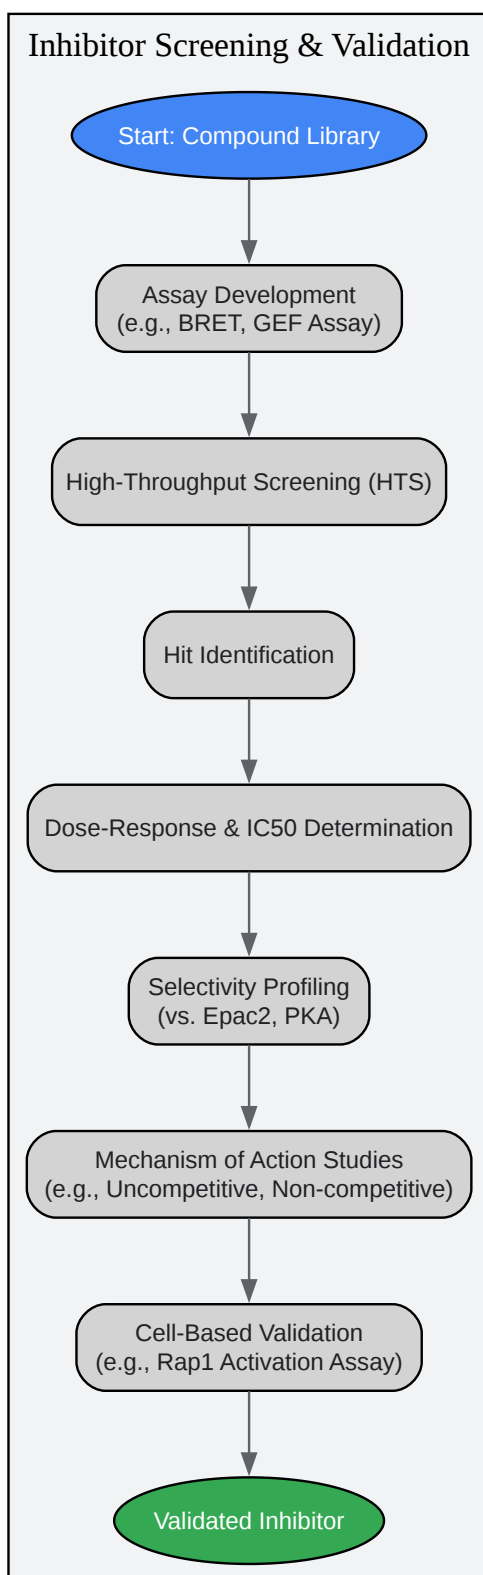 Inhibitor Screening & Validation
Start: Compound Library
Assay Development
(e.g., BRET, GEF Assay)
High-Throughput Screening (HTS)
Hit Identification
Dose-Response & IC50 Determination
Selectivity Profiling
(vs. Epac2, PKA)
Mechanism of Action Studies
(e.g., Uncompetitive, Non-competitive)
Cell-Based Validation
(e.g., Rap1 Activation Assay)
Validated Inhibitor